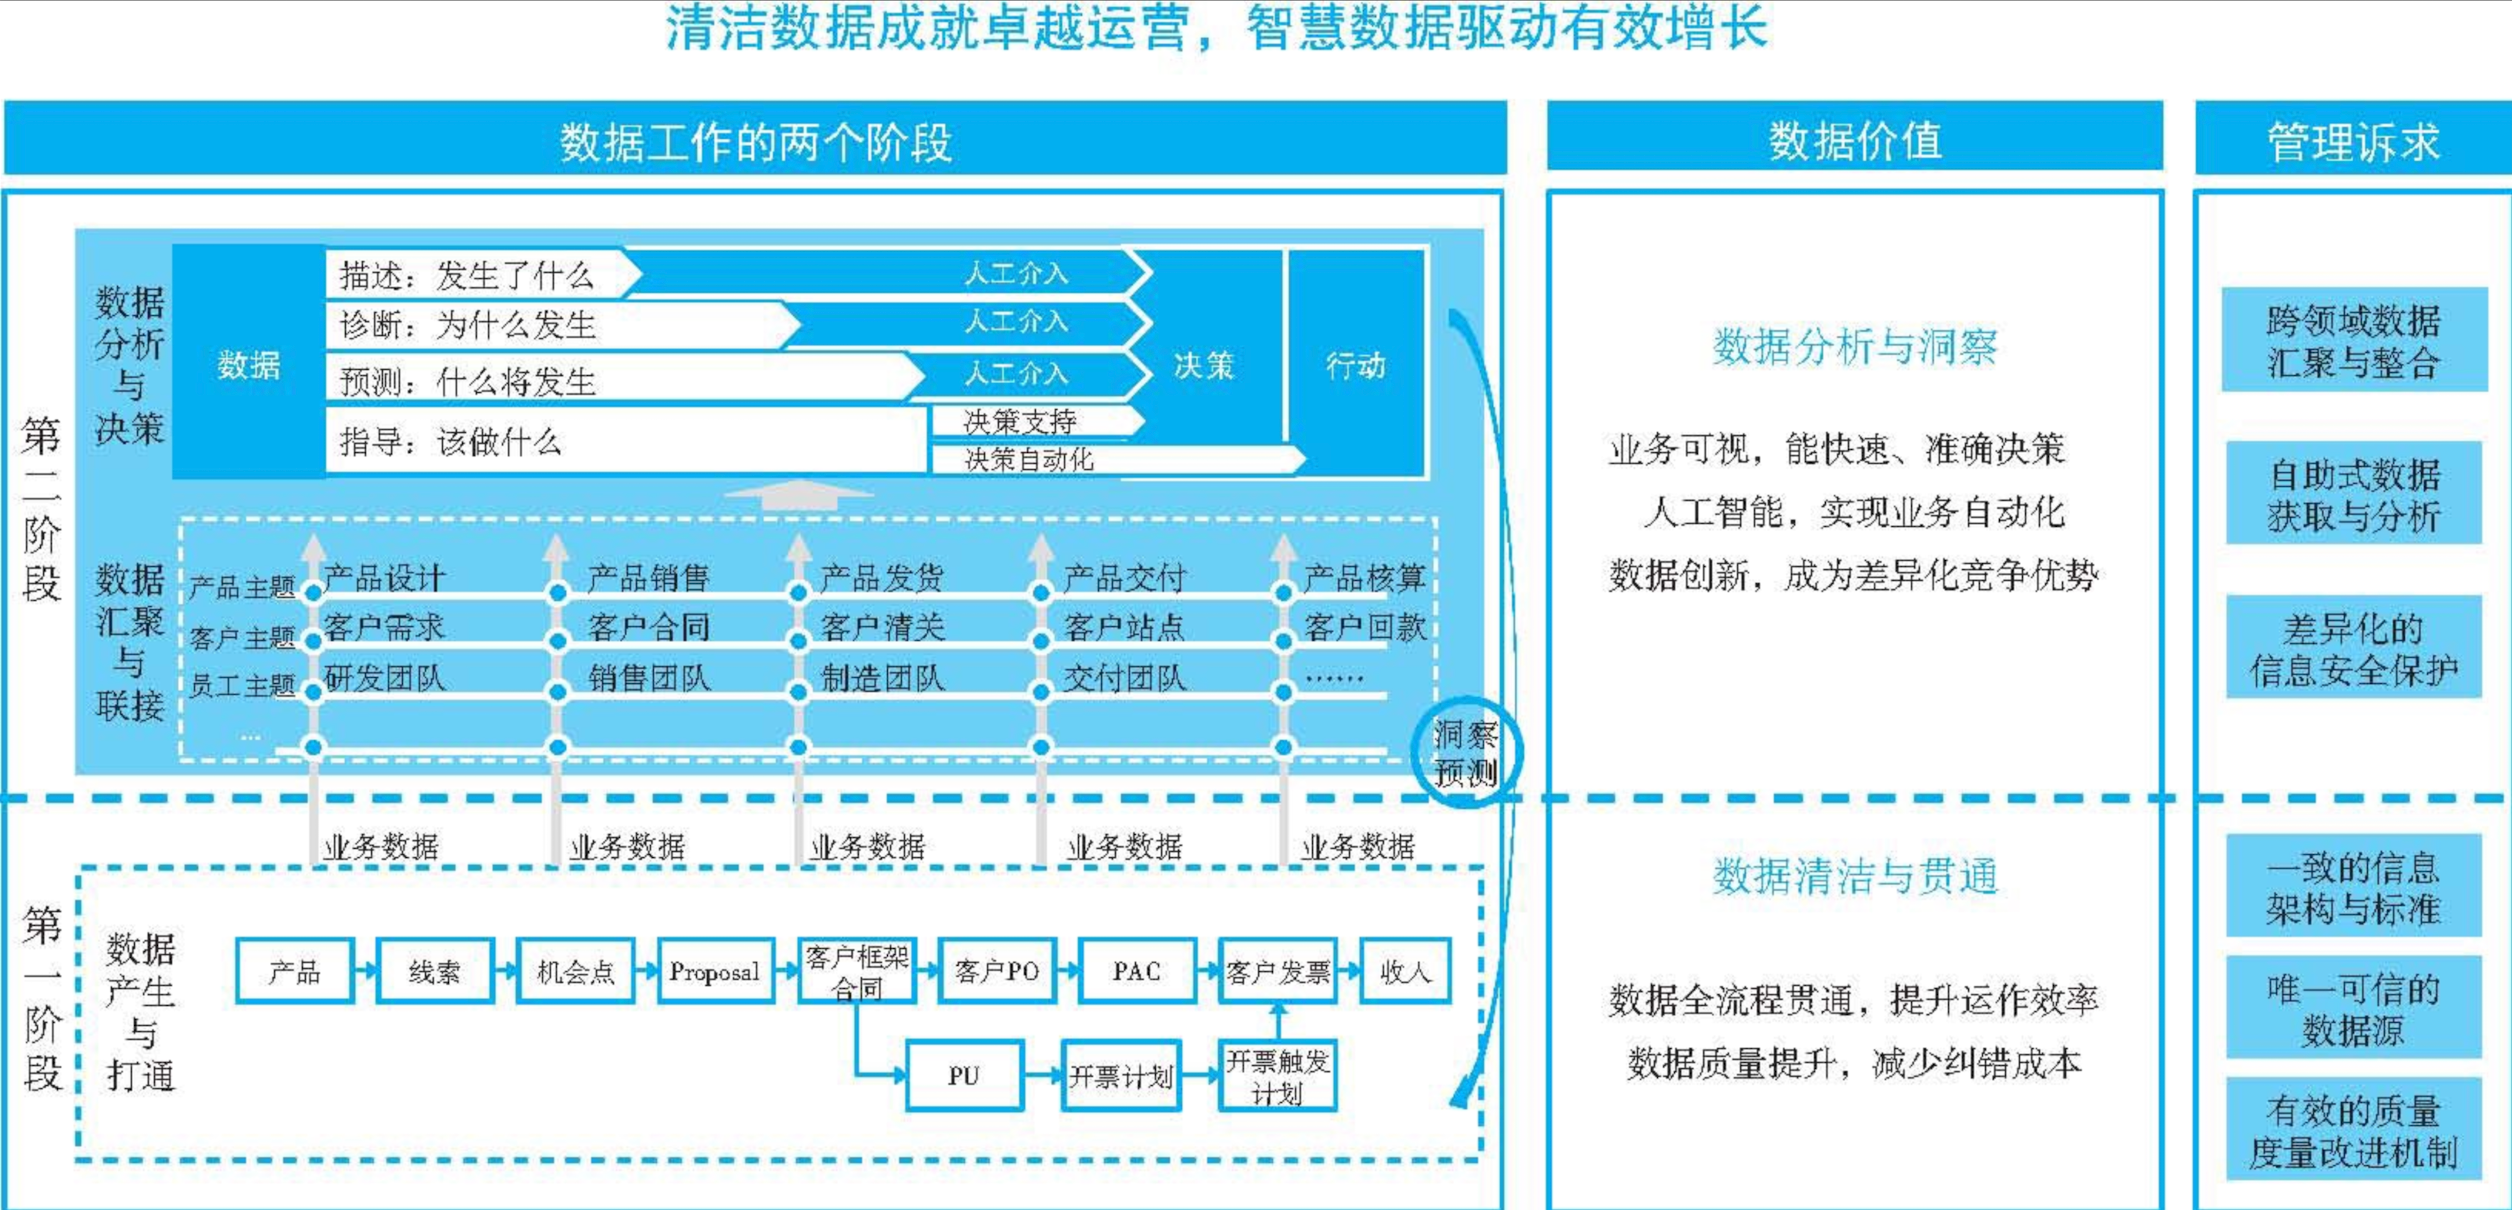 清洁数据成就卓越运营，智慧数据驱动有效增长
数据工作的两个阶段
数据价值
管理诉求
第二阶段
数据
分析
与
决策
数据
描述：发生了什么
人工介入
诊断：为什么发生
人工介入
预测：什么将发生
人工介入
指导：该做什么
决策支持
决策自动化
决策
行动
数据
汇聚
与
联接
产品主题
产品设计
产品销售
产品发货
产品交付
产品核算
客户主题
客户需求
客户合同
客户清关
客户站点
客户回款
员工主题
研发团队
销售团队
制造团队
交付团队
……
…
洞察
预测
业务数据
业务数据
业务数据
业务数据
业务数据
第一阶段
数据
产生
与
打通
产品
线索
机会点
Proposal
客户框架
合同
客户PO
PAC
客户发票
收人
PU
开票计划
开票触发
计划
数据分析与洞察
业务可视，能快速、准确决策
人工智能，实现业务自动化
数据创新，成为差异化竞争优势
数据清洁与贯通
数据全流程贯通，提升运作效率
数据质量提升，减少纠错成本
跨领域数据
汇聚与整合
自助式数据
获取与分析
差异化的
信息安全保护
一致的信息
架构与标准
唯一可信的
数据源
有效的质量
度量改进机制